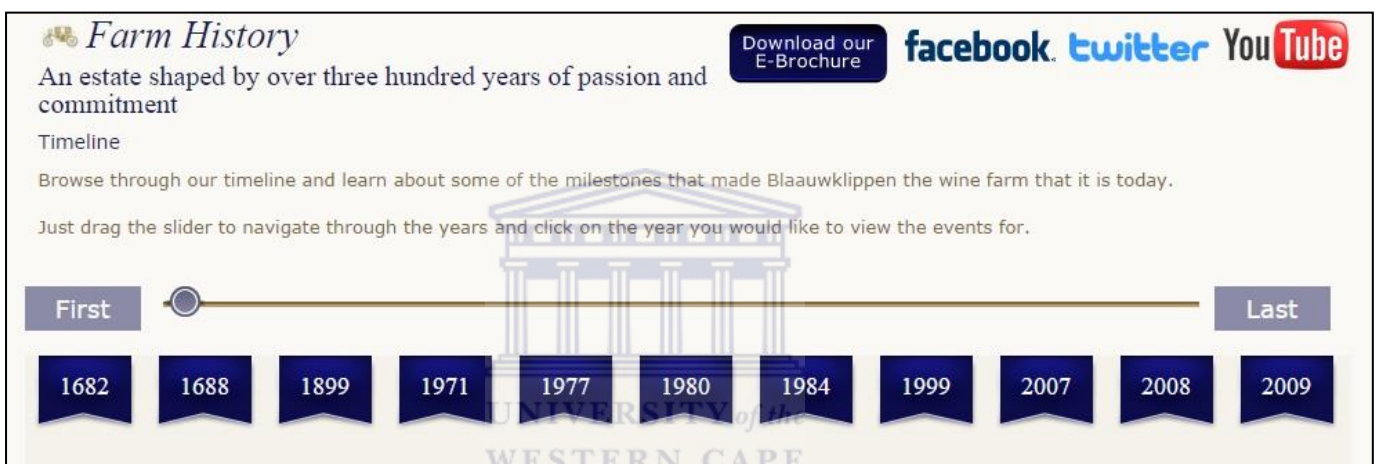 Farm History
Download our
E-Brochure
facebook.
twitter
You Tube
An estate shaped by over three hundred years of passion and
commitment
Timeline
Browse through our timeline and learn about some of the milestones that made Blaauwklippen the wine farm that it is today.
Just drag the slider to navigate through the years and click on the year you would like to view the events for.
First
Last
1682 1688 1899 1971 1977 1980 1984 1999 2007 2008 2009
UNIVERSITY of the
WESTERN CAPE